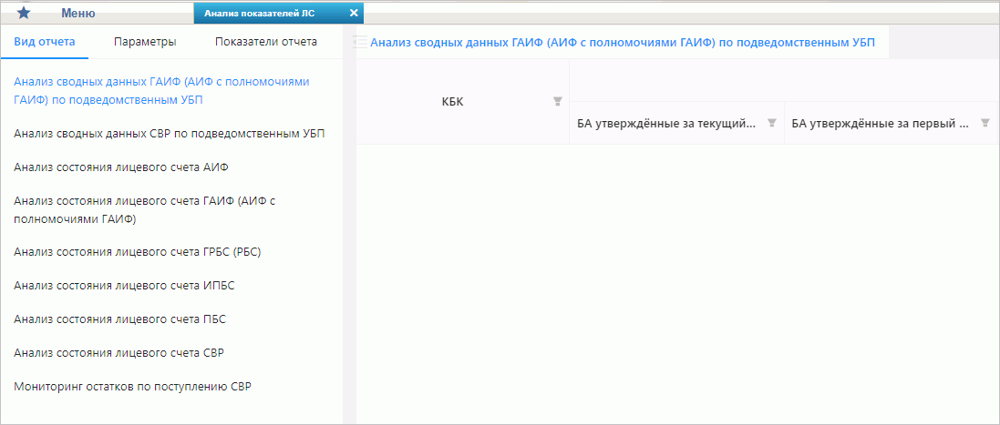 Меню
Анализ показателей ЛС
Вид отчета
Параметры
Показатели отчета
Анализ сводных данных ГАИФ (АИФ с полномочиями
ГАИФ) по подведомственным УБП
Анализ сводных данных СВР по подведомственным УБП
Анализ состояния лицевого счета АИФ
Анализ состояния лицевого счета ГАИФ (АИФ с
полномочиями ГАИФ)
Анализ состояния лицевого счета ГРБС (РБС)
Анализ состояния лицевого счета ИПБС
Анализ состояния лицевого счета ПБС
Анализ состояния лицевого счета СВР
Мониторинг остатков по поступлению СВР
Анализ сводных данных ГАИФ (АИФ с полномочиями ГАИФ) по подведомственным УБП
КБК
БА утверждённые за текущий...
БА утверждённые за первый ...